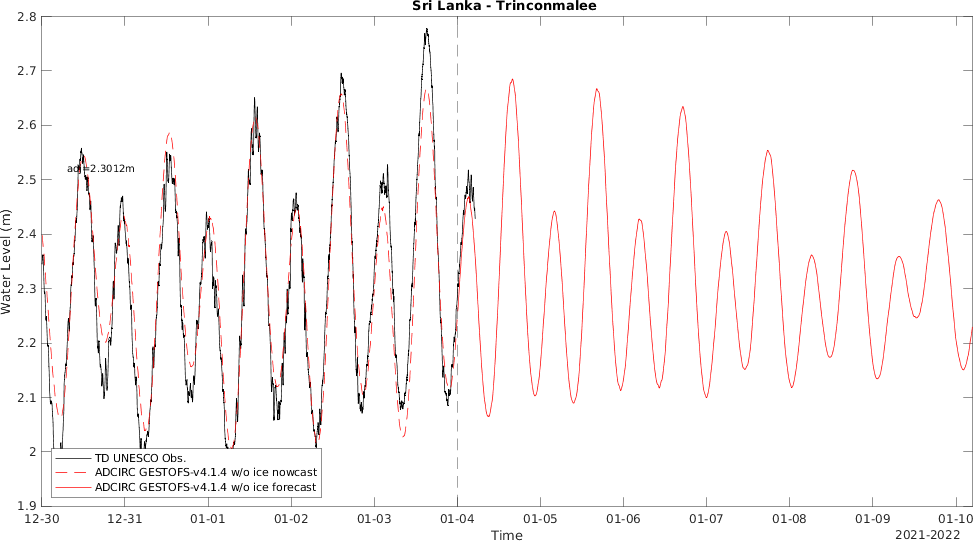 Sri Lanka - Trinconmalee
2.8
2.7
2.6
2.5
2.4
2.3
2.2
2.1
2
1.9
Water Level (m)
adj=2.3012m
TD UNESCO Obs.
ADCIRC GESTOFS-v4.1.4 w/o ice nowcast
ADCIRC GESTOFS-v4.1.4 w/o ice forecast
12-30 12-31 01-01 01-02 01-03 01-04 01-05 01-06 01-07 01-08 01-09 01-10
Time
2021-2022